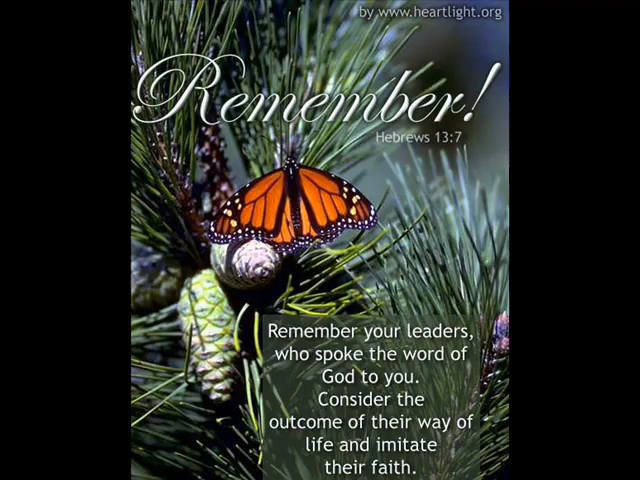 by www.heartlight.org
Remember!
Hebrews 13:7
Remember your leaders,
who spoke the word of
God to you.
Consider the
outcome of their way of
life and imitate
their faith.